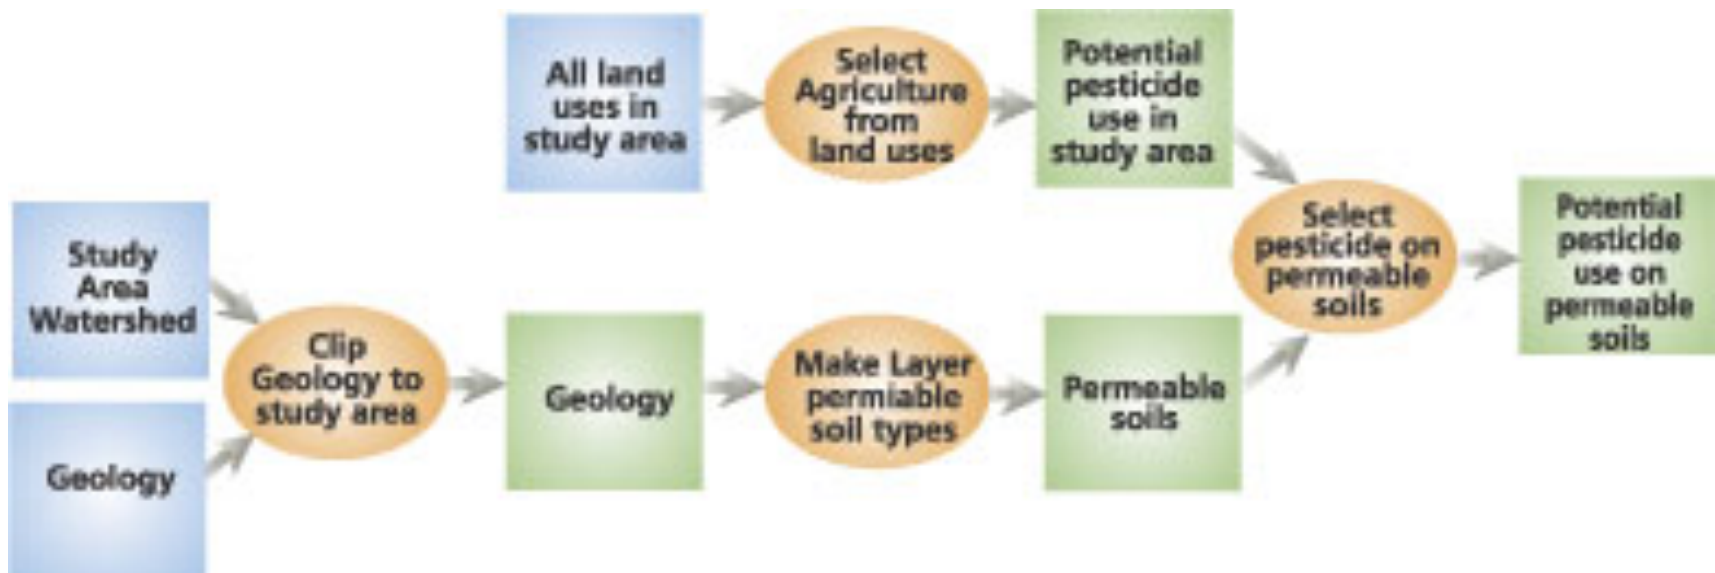 All land
uses in
study area
Select
Agriculture
from
land uses
Potential
pesticide
use in
study area
Study
Area
Watershed
Geology
Clip
Geology to
study area
Geology
Make Layer
permiable
soil types
Permeable
soils
Select
pesticide on
permeable
soils
Potential
pesticide
use on
permeable
soils